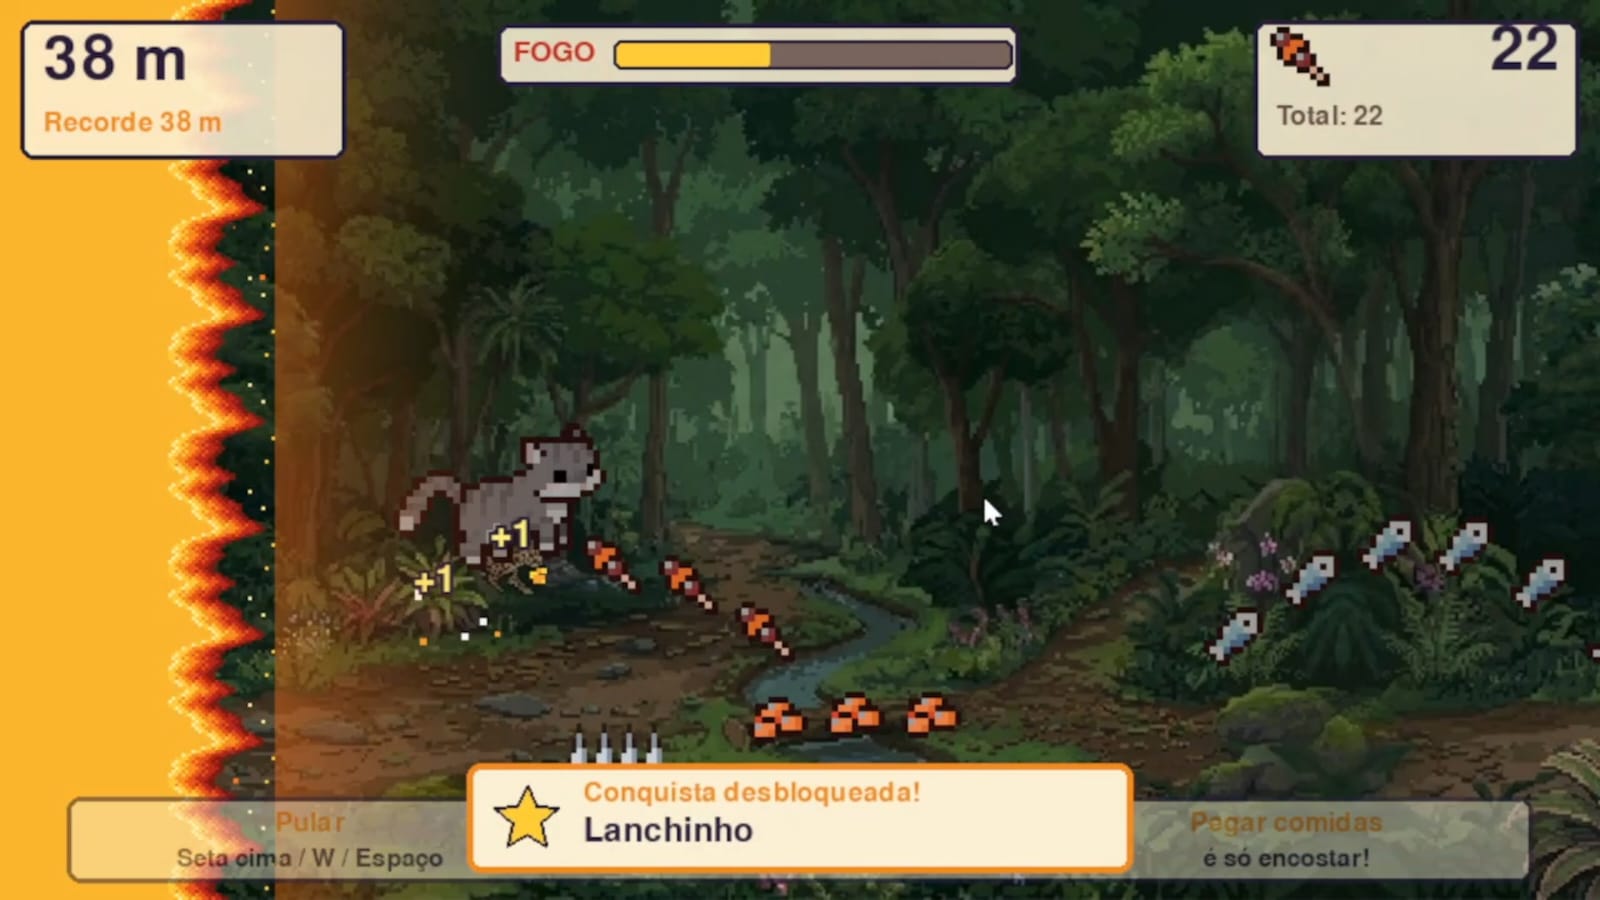 38 m
Recorde 38 m
FOGO
22
Total: 22
+1
+1
Conquista desbloqueada!
Lanchinho
Pular
Seta cima / W / Espaço
Pegar comidas
é só encostar!